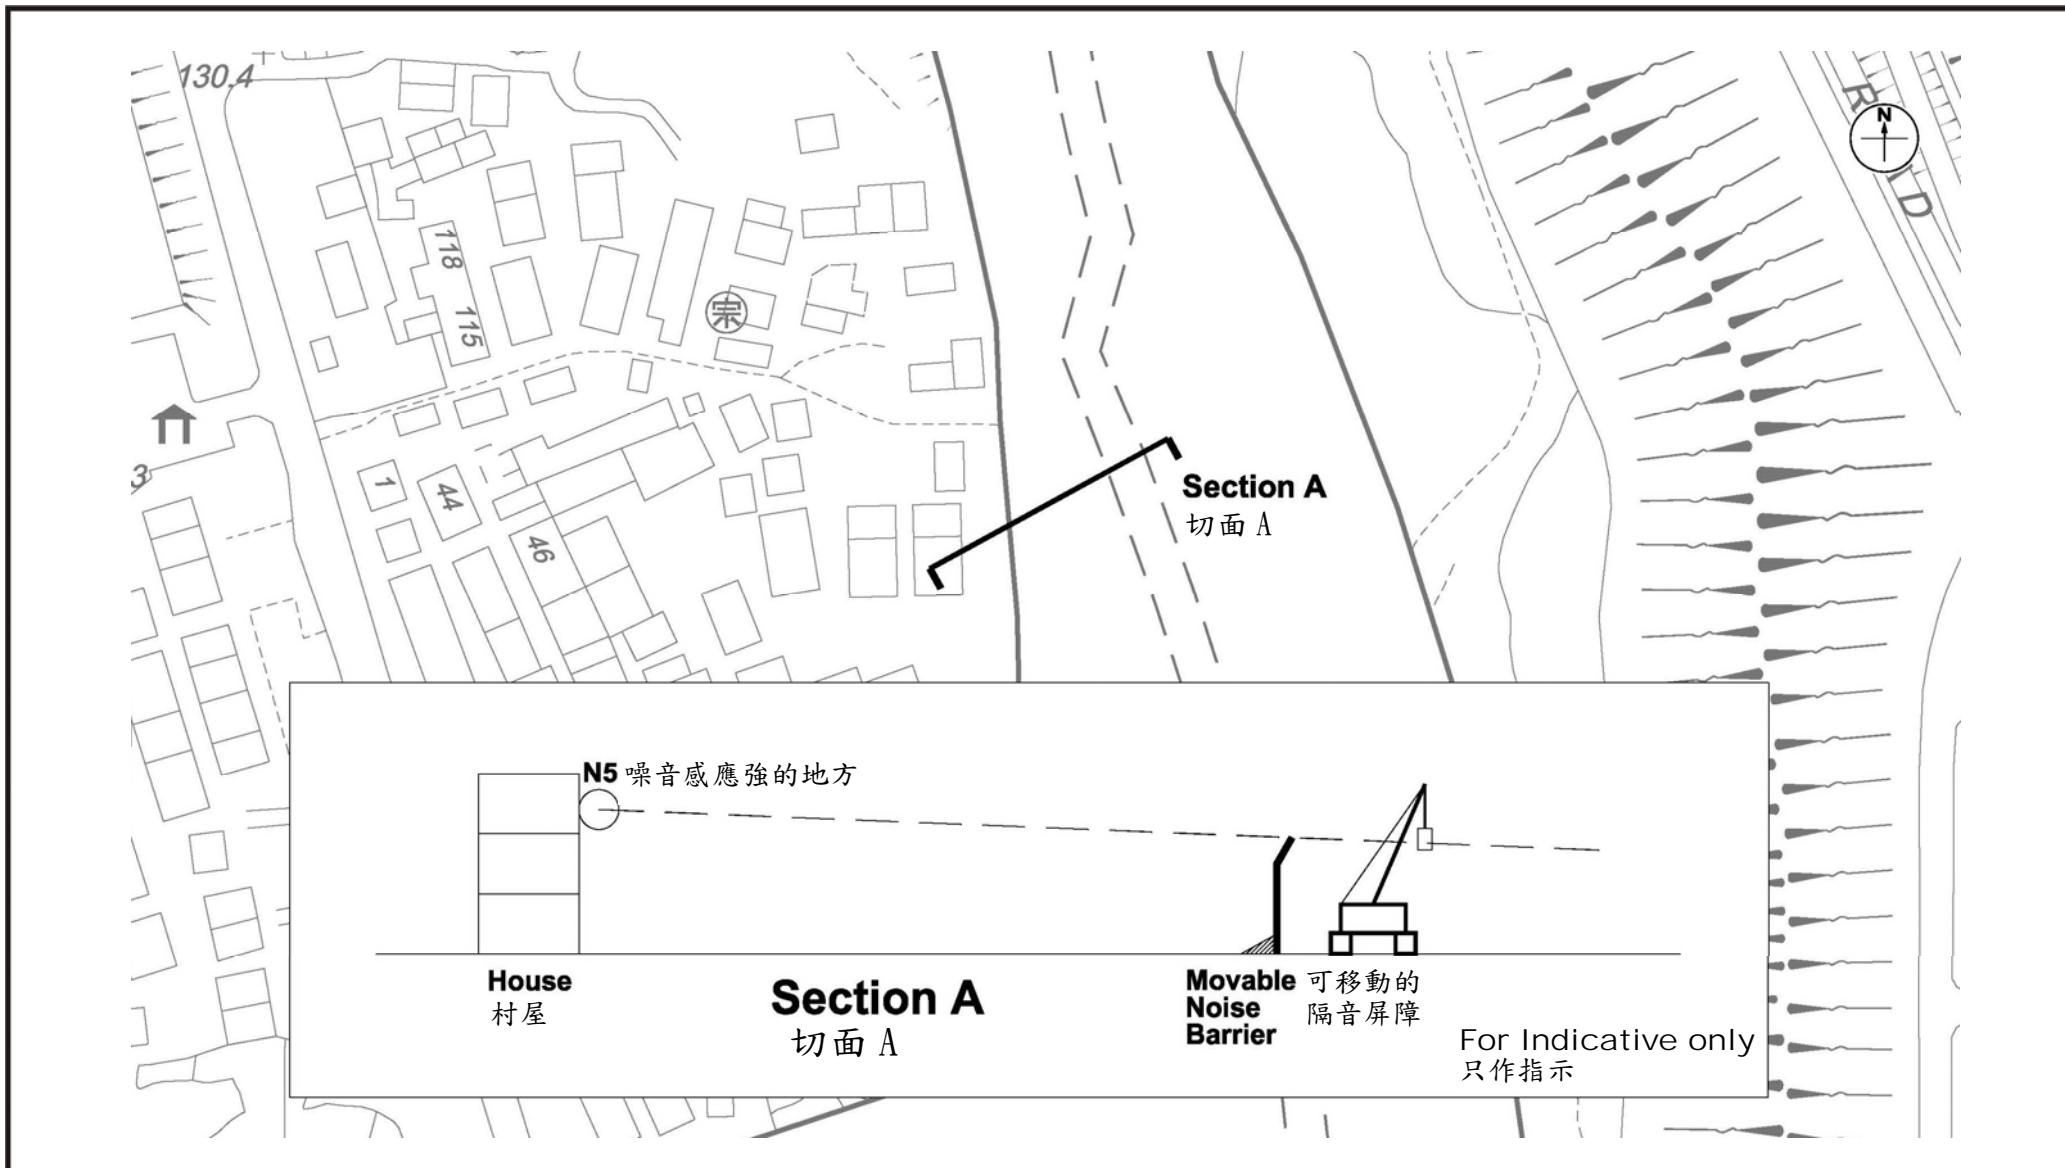 130.4
R
N
D
118
115
宗
3
1
44
46
Section A
切面 A
N5 噪音感應強的地方
House
村屋
Section A
切面 A
Movable
Noise
Barrier
可移動的
隔音屏障
For Indicative only
只作指示